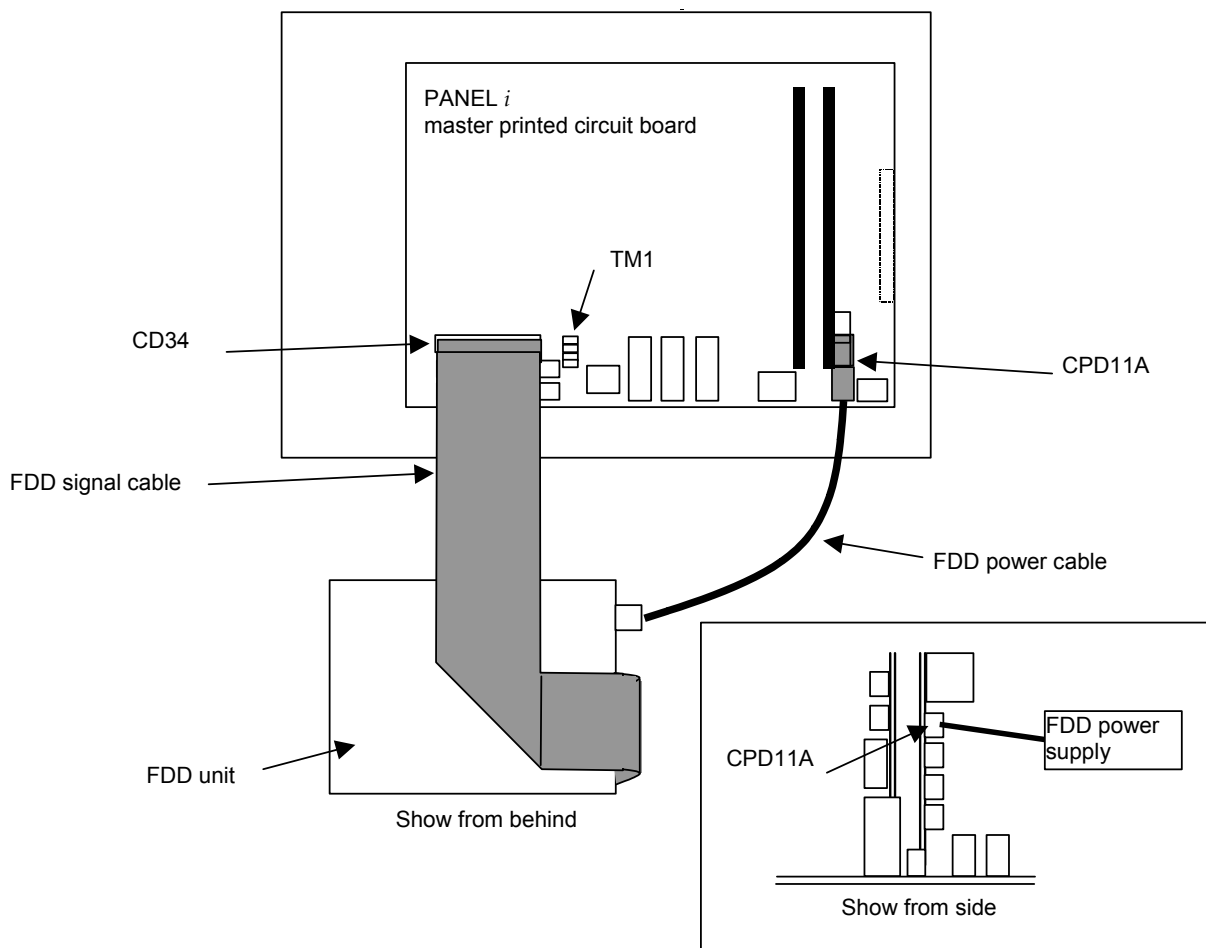 PANEL i
master printed circuit board
TM1
CD34
CPD11A
FDD signal cable
FDD power cable
FDD unit
Show from behind
CPD11A
FDD power
supply
Show from side